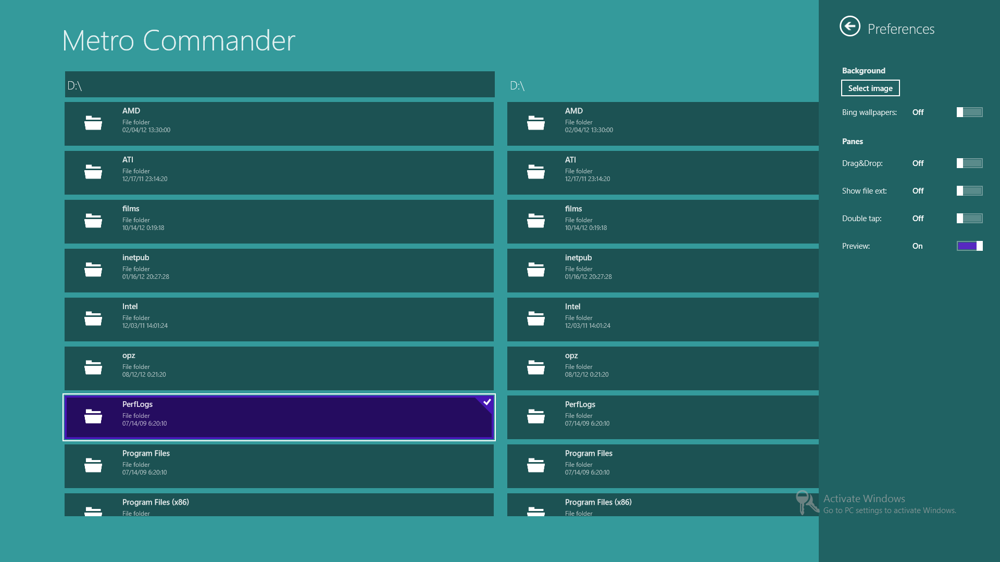 Metro Commander
D:\
AMD
File folder
02/04/12 13:30:00
ATI
File folder
12/17/11 23:14:20
films
File folder
10/14/12 0:19:18
inetpub
File folder
01/16/12 20:27:28
Intel
File folder
12/03/11 14:01:24
opz
File folder
08/12/12 0:21:20
PerfLogs
File folder
07/14/09 6:20:10
Program Files
File folder
07/14/09 6:20:10
Program Files (x86)
File folder
D:\
AMD
File folder
02/04/12 13:30:00
ATI
File folder
12/17/11 23:14:20
films
File folder
10/14/12 0:19:18
inetpub
File folder
01/16/12 20:27:28
Intel
File folder
12/03/11 14:01:24
opz
File folder
08/12/12 0:21:20
PerfLogs
File folder
07/14/09 6:20:10
Program Files
File folder
07/14/09 6:20:10
Program Files (x86)
File folder
Preferences
Background
Select image
Bing wallpapers: Off
Panes
Drag&Drop: Off
Show file ext: Off
Double tap: Off
Preview: On
Activate Windows
Go to PC settings to activate Windows.